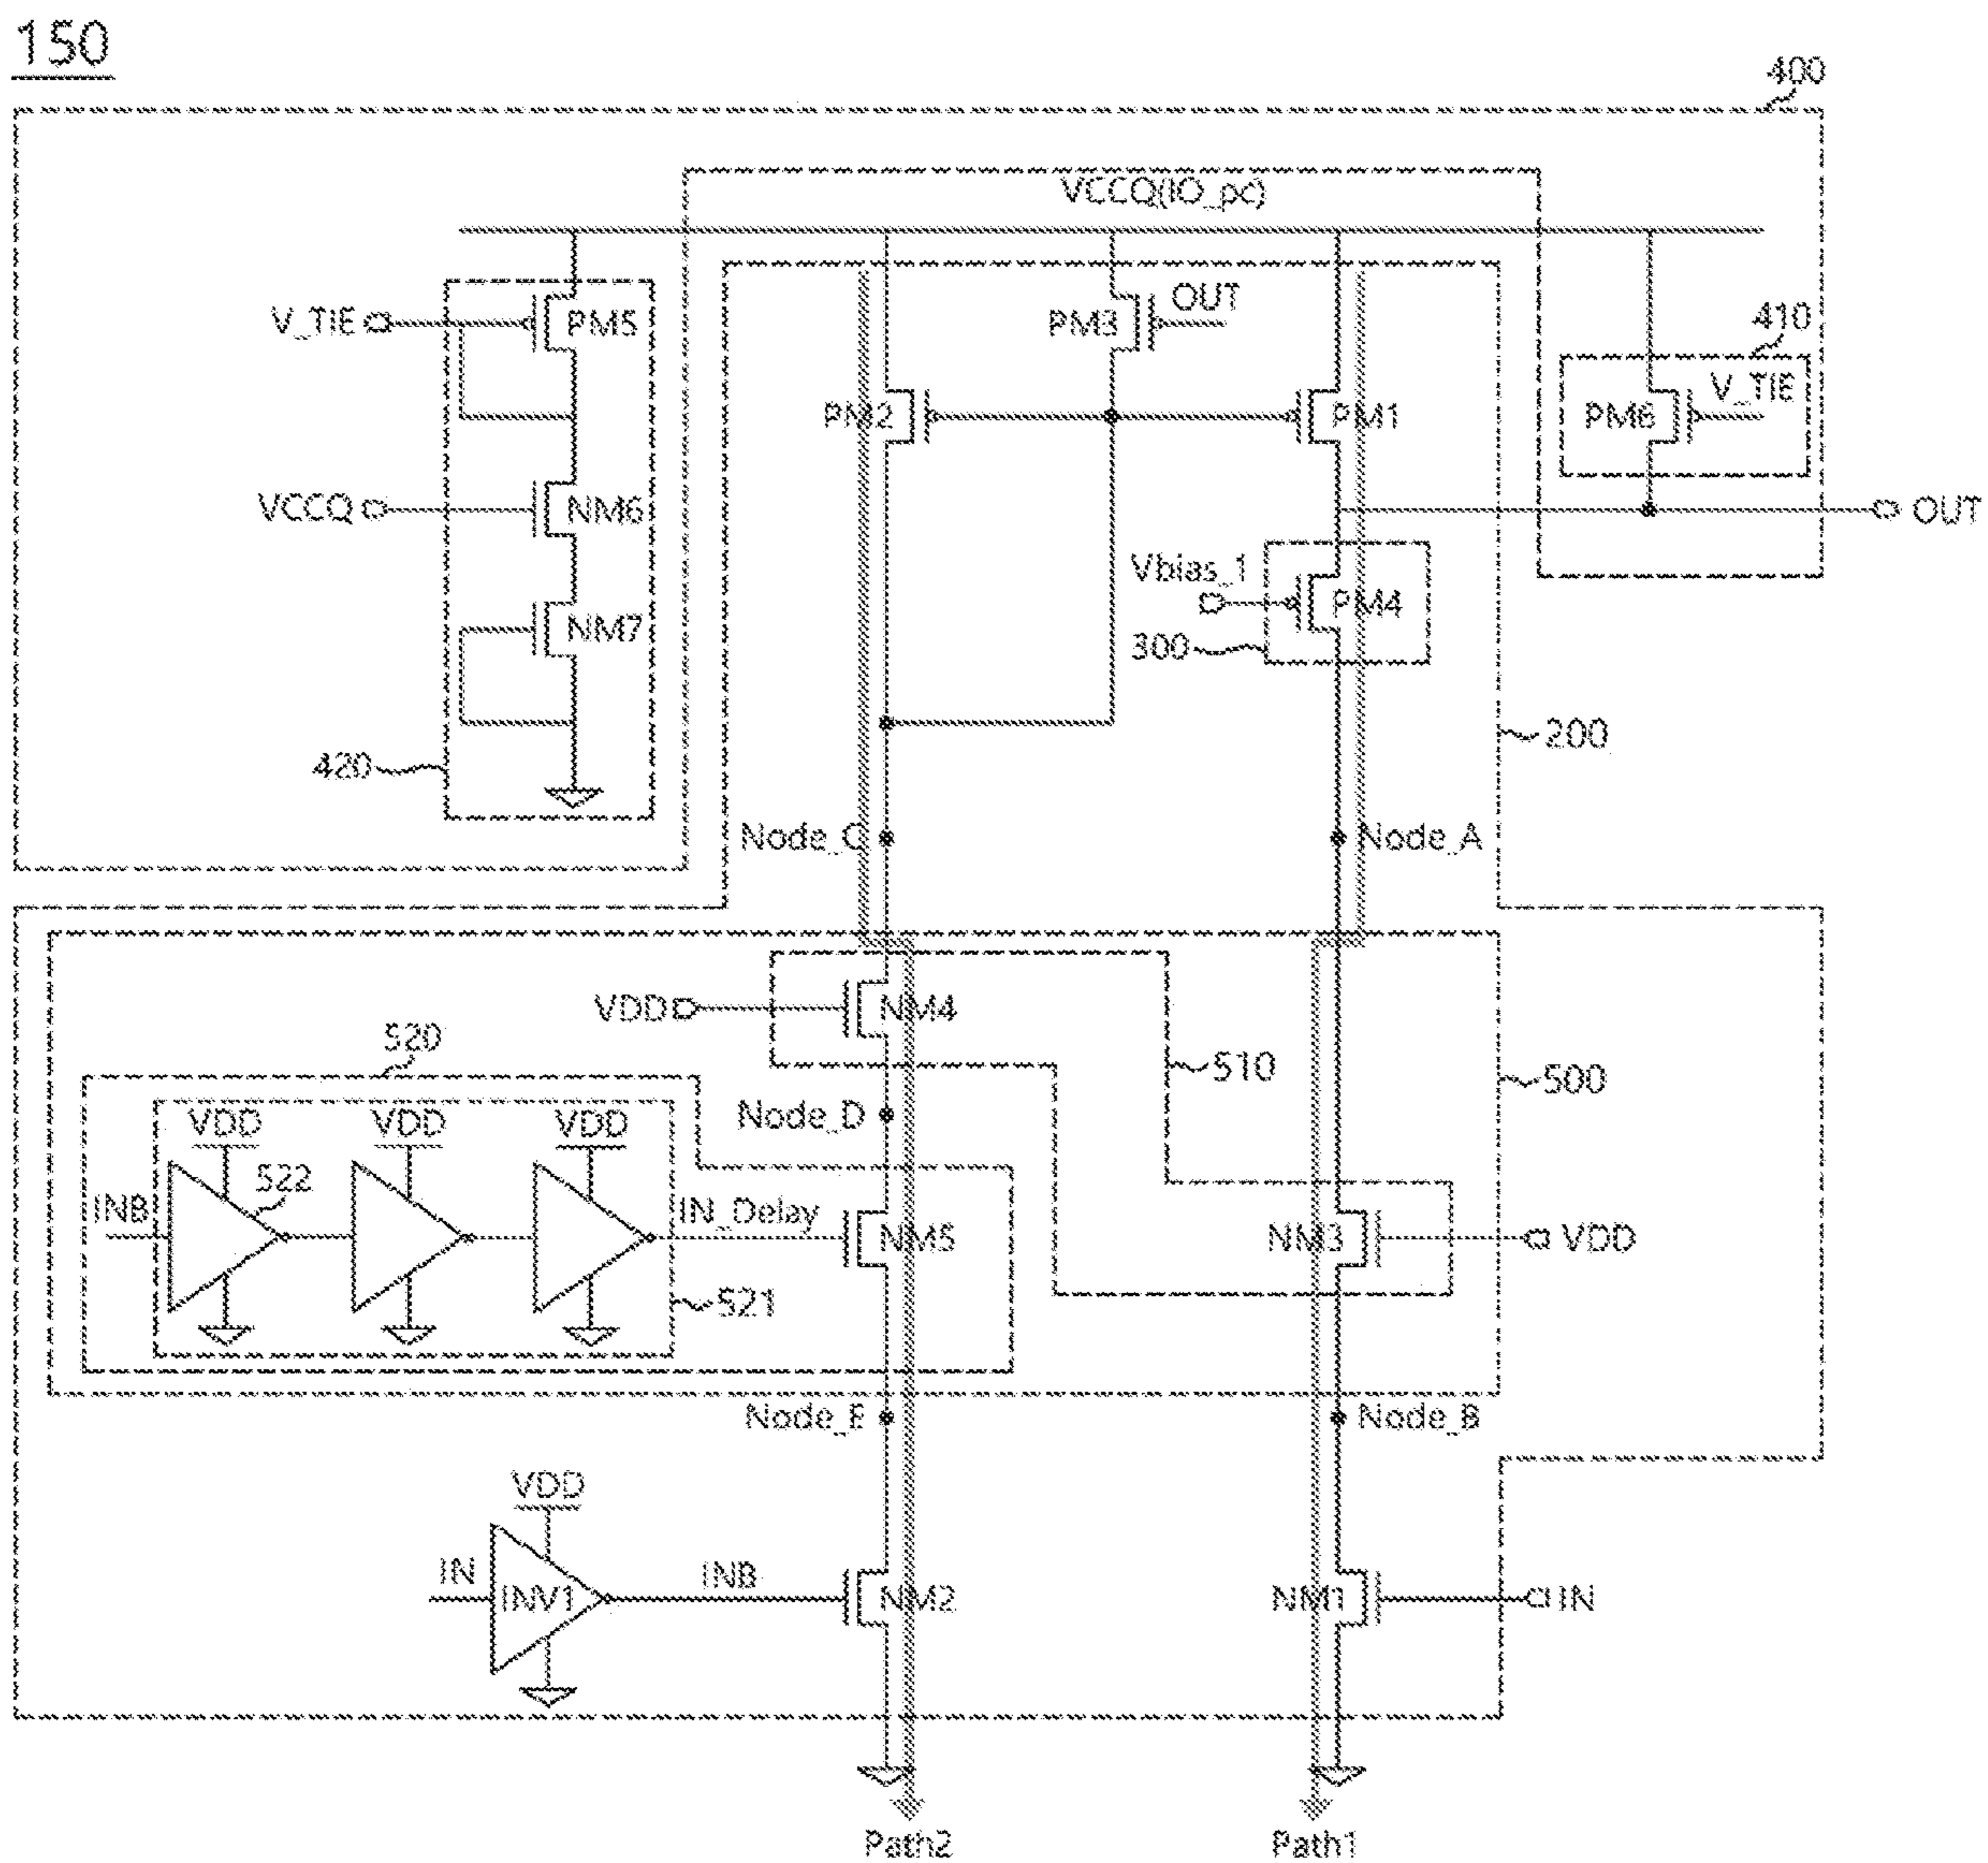 150
400
VCCQ(IO_pc)
V_TIE
PM5
PM3
OUT
410
V_TIE
PM2
PM1
PM6
VCCQ
NM6
OUT
Vbias_1
PM4
NM7
300
200
420
Node_C
Node_A
VDD
NM4
520
510
500
Node_D
VDD
VDD
VDD
522
INB
IN_Delay
NM5
NM3
VDD
521
Node_E
Node_B
VDD
IN
INV1
INB
NM2
NM1
IN
Path2
Path1